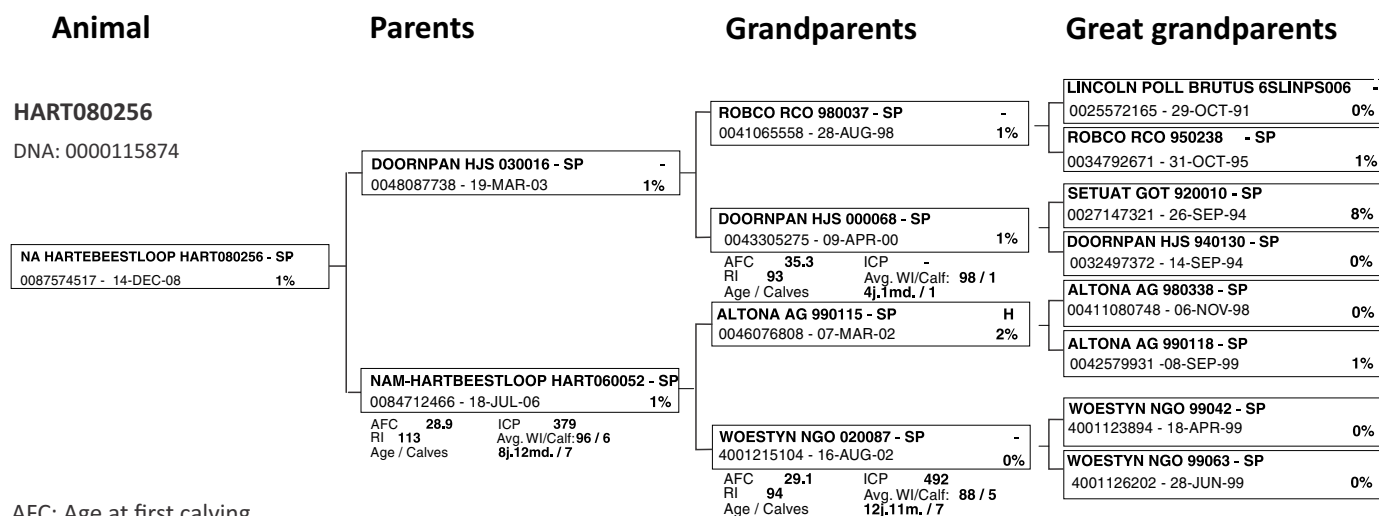 Animal
Parents
Grandparents
Great grandparents
HART080256
DNA: 0000115874
NA HARTEBEESTLOOP HART080256 - SP
0087574517 - 14-DEC-08 1%
DOORNPAN HJS 030016 - SP -
0048087738 - 19-MAR-03 1%
NAM-HARTBEESTLOOP HART060052 - SP
0084712466 - 18-JUL-06 1%
AFC 28.9 ICP 379
RI 113 Avg. WI/Calf: 96 / 6
Age / Calves 8j.12md. / 7
ROBCO RCO 980037 - SP -
0041065558 - 28-AUG-98 1%
DOORNPAN HJS 000068 - SP
0043305275 - 09-APR-00 1%
AFC 35.3 ICP -
RI 93 Avg. WI/Calf: 98 / 1
Age / Calves 4j.1md. / 1
ALTONA AG 990115 - SP H
0046076808 - 07-MAR-02 2%
WOESTYN NGO 020087 - SP -
4001215104 - 16-AUG-02 0%
AFC 29.1 ICP 492
RI 94 Avg. WI/Calf: 88 / 5
Age / Calves 12j.11m. / 7
LINCOLN POLL BRUTUS 6SLINPS006 -
0025572165 - 29-OCT-91 0%
ROBCO RCO 950238 - SP
0034792671 - 31-OCT-95 1%
SETUAT GOT 920010 - SP
0027147321 - 26-SEP-94 8%
DOORNPAN HJS 940130 - SP
0032497372 - 14-SEP-94 0%
ALTONA AG 980338 - SP
00411080748 - 06-NOV-98 0%
ALTONA AG 990118 - SP
0042579931 -08-SEP-99 1%
WOESTYN NGO 99042 - SP
4001123894 - 18-APR-99 0%
WOESTYN NGO 99063 - SP
4001126202 - 28-JUN-99 0%
AFC: Age at first calving